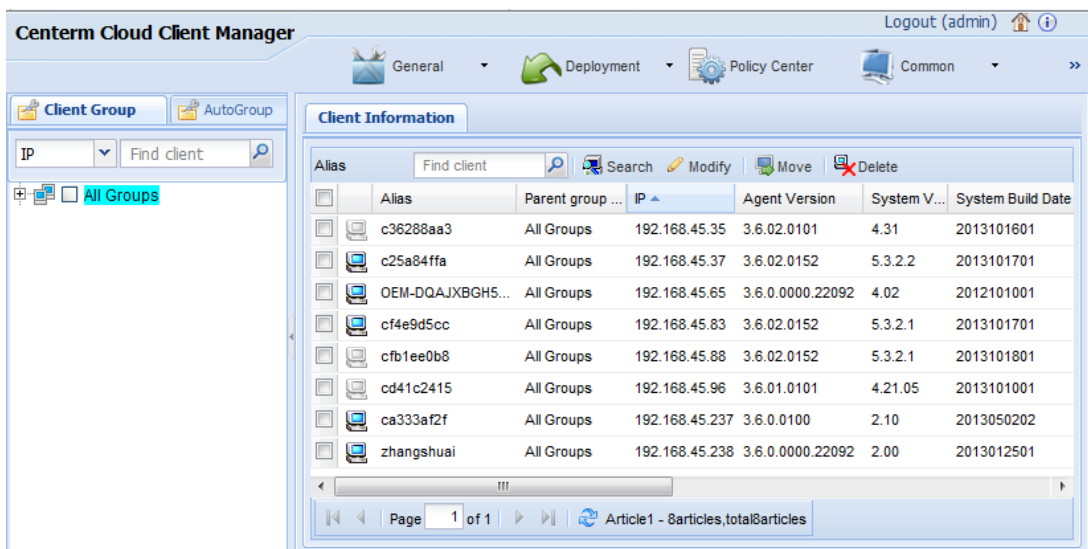 Logout (admin)
Centerm Cloud Client Manager
General Deployment Policy Center Common »
Client Group AutoGroup
IP Find client
All Groups
Client Information
Alias Find client Search Modify Move Delete
Alias Parent group ... IP Agent Version System V... System Build Date
c36288aa3 All Groups 192.168.45.35 3.6.02.0101 4.31 2013101601
c25a84ffa All Groups 192.168.45.37 3.6.02.0152 5.3.2.2 2013101701
OEM-DQAJXBGH5... All Groups 192.168.45.65 3.6.0.0000.22092 4.02 2012101001
cf4e9d5cc All Groups 192.168.45.83 3.6.02.0152 5.3.2.1 2013101701
cfb1ee0b8 All Groups 192.168.45.88 3.6.02.0152 5.3.2.1 2013101801
cd41c2415 All Groups 192.168.45.96 3.6.01.0101 4.21.05 2013101001
ca333af2f All Groups 192.168.45.237 3.6.0.0100 2.10 2013050202
zhangshuai All Groups 192.168.45.238 3.6.0.0000.22092 2.00 2013012501
Page 1 of 1 Article1 - 8articles,total8articles